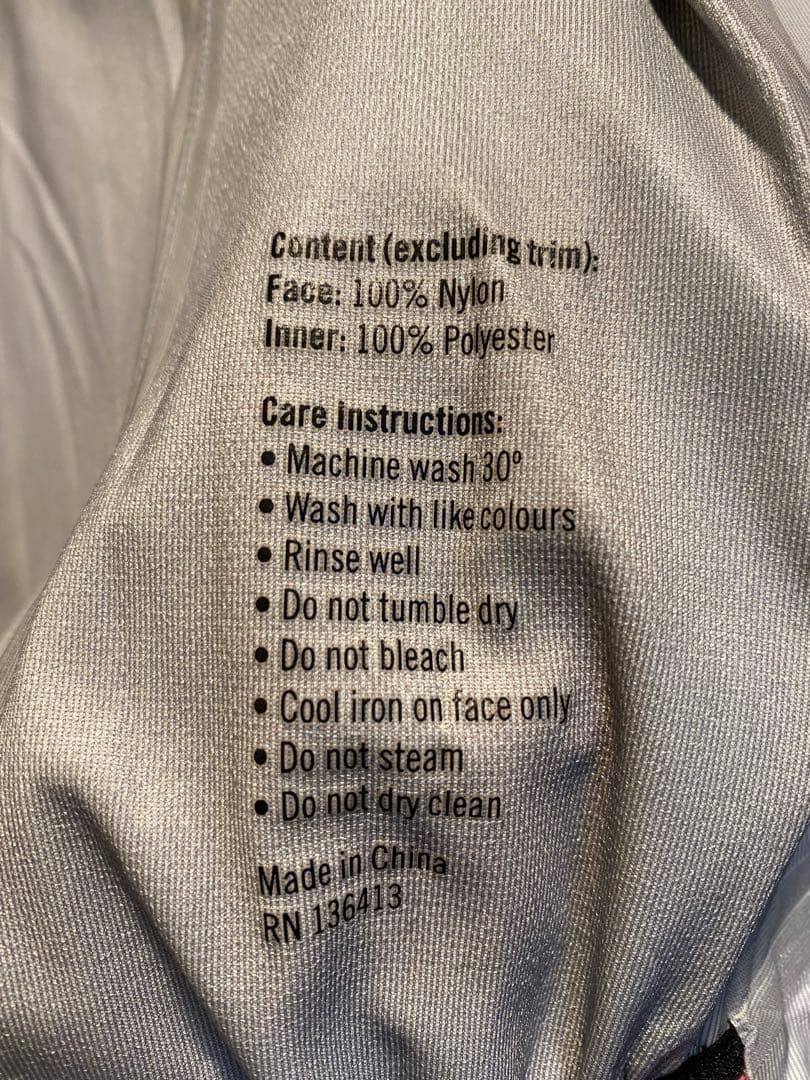 Content (excluding trim):
Face: 100% Nylon
Inner: 100% Polyester
Care Instructions:
• Machine wash 30°
• Wash with like colours
• Rinse well
• Do not tumble dry
• Do not bleach
• Cool iron on face only
• Do not steam
• Do not dry clean
Made in China
RN 136413